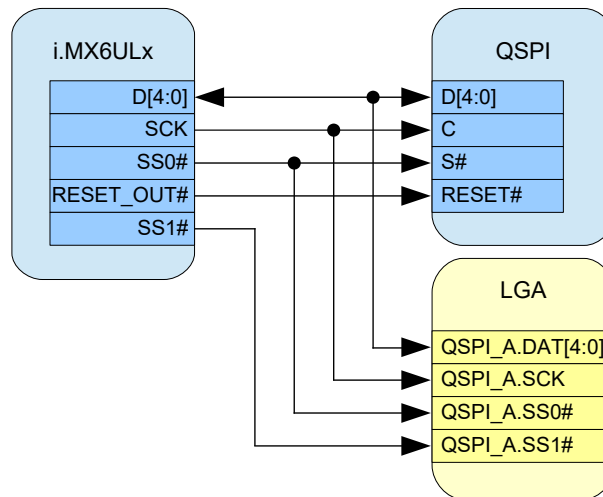 i.MX6ULx
D[4:0]
SCK
SS0#
RESET_OUT#
SS1#
QSPI
D[4:0]
C
S#
RESET#
LGA
QSPI_A.DAT[4:0]
QSPI_A.SCK
QSPI_A.SS0#
QSPI_A.SS1#